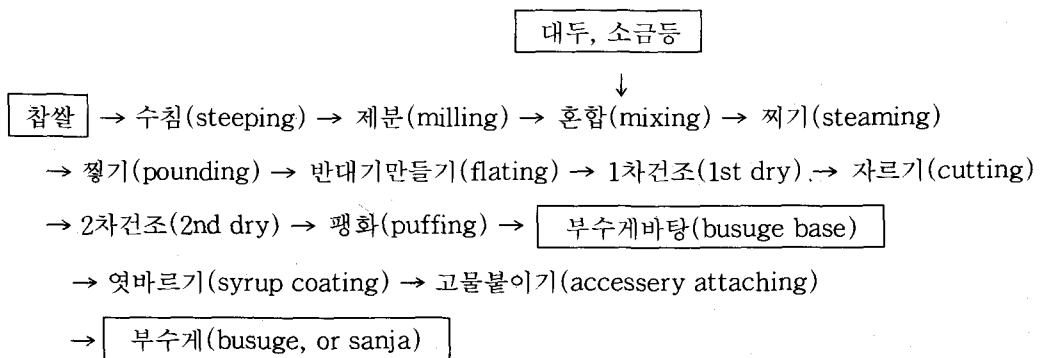 대두, 소금등
↓
찹쌀 → 수침(steeping) → 제분(milling) → 혼합(mixing) → 찌기(steaming)
→ 찧기(pounding) → 반대기만들기(flating) → 1차건조(1st dry) → 자르기(cutting)
→ 2차건조(2nd dry) → 팽화(puffing) → 부수게바탕(busuge base)
→ 엿바르기(syrup coating) → 고물붙이기(accessery attaching)
→ 부수게(busuge, or sanja)